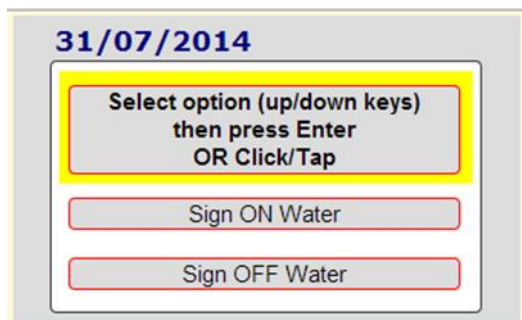 31/07/2014
Select option (up/down keys)
then press Enter
OR Click/Tap
Sign ON Water
Sign OFF Water